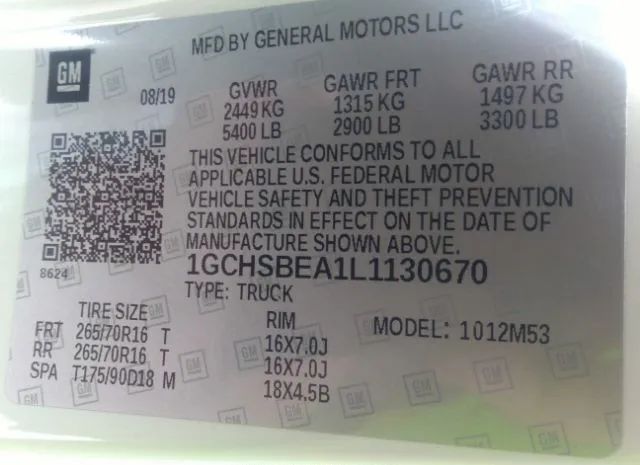 MFD BY GENERAL MOTORS LLC
GM
08/19
GVWR GAWR FRT GAWR RR
2449 KG 1315 KG 1497 KG
5400 LB 2900 LB 3300 LB
THIS VEHICLE CONFORMS TO ALL
APPLICABLE U.S. FEDERAL MOTOR
VEHICLE SAFETY AND THEFT PREVENTION
STANDARDS IN EFFECT ON THE DATE OF
MANUFACTURE SHOWN ABOVE.
8624
1GCHSBEA1L1130670
TYPE: TRUCK
TIRE SIZE RIM MODEL: 1012M53
FRT 265/70R16 T 16X7.0J
RR 265/70R16 T 16X7.0J
SPA T175/90D18 M 18X4.5B